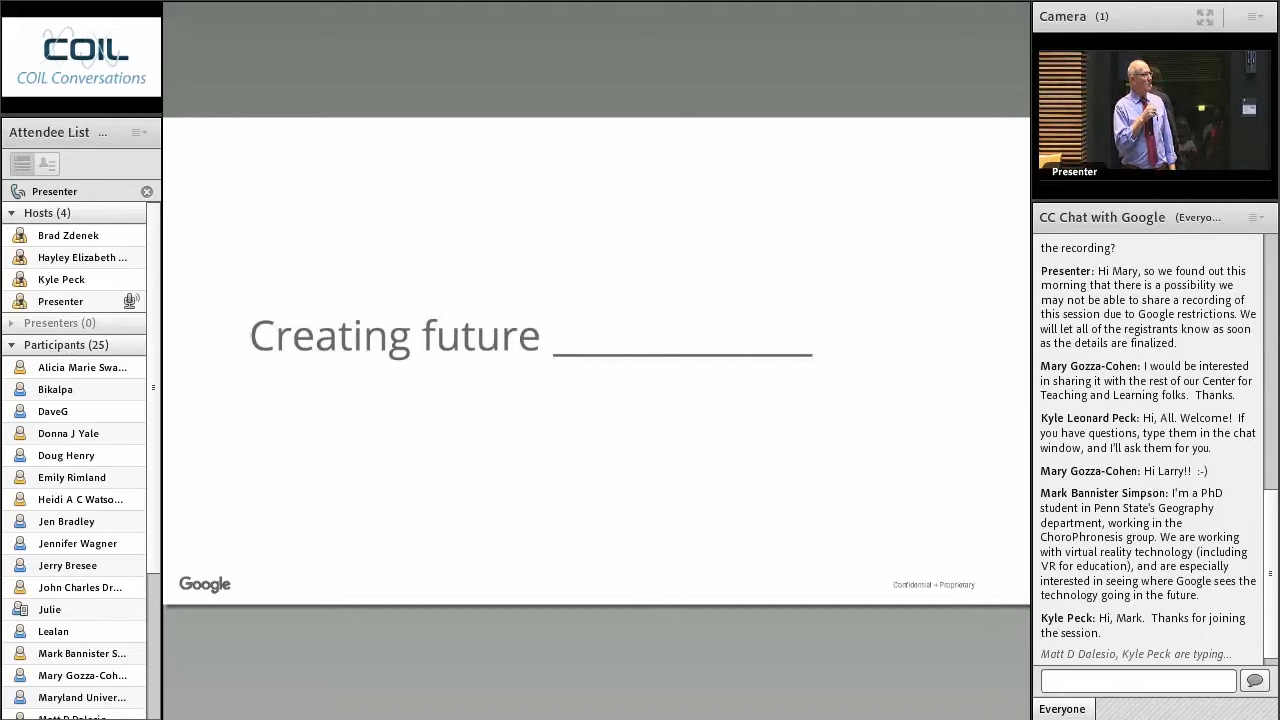 COIL
COIL Conversations
Attendee List ...
Presenter
Hosts (4)
Brad Zdenek
Hayley Elizabeth ...
Kyle Peck
Presenter
Presenters (0)
Participants (25)
Alicia Marie Swa...
Bikalpa
DaveG
Donna J Yale
Doug Henry
Emily Rimland
Heidi A C Watso...
Jen Bradley
Jennifer Wagner
Jerry Bresee
John Charles Dr...
Julie
Lealan
Mark Bannister S...
Mary Gozza-Coh...
Maryland Univer...
Matt D Dalesio
Creating future ____________
Google
Confidential + Proprietary
Camera (1)
Presenter
CC Chat with Google (Everyo...
the recording?
Presenter: Hi Mary, so we found out this
morning that there is a possibility we
may not be able to share a recording of
this session due to Google restrictions. We
will let all of the registrants know as soon
as the details are finalized.
Mary Gozza-Cohen: I would be interested
in sharing it with the rest of our Center for
Teaching and Learning folks. Thanks.
Kyle Leonard Peck: Hi, All. Welcome! If
you have questions, type them in the chat
window, and I'll ask them for you.
Mary Gozza-Cohen: Hi Larry!! :-)
Mark Bannister Simpson: I'm a PhD
student in Penn State's Geography
department, working in the
ChoroPhronesis group. We are working
with virtual reality technology (including
VR for education), and are especially
interested in seeing where Google sees the
technology going in the future.
Kyle Peck: Hi, Mark. Thanks for joining
the session.
Matt D Dalesio, Kyle Peck are typing...
Everyone